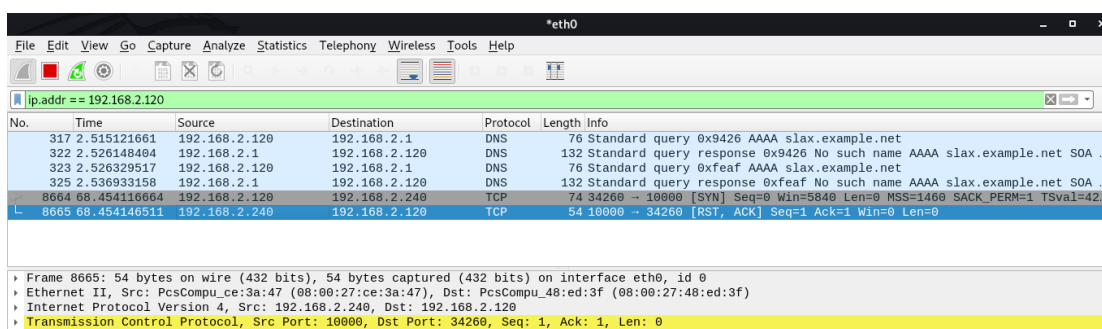 *eth0
File Edit View Go Capture Analyze Statistics Telephony Wireless Tools Help
ip.addr == 192.168.2.120
No. Time Source Destination Protocol Length Info
317 2.515121661 192.168.2.120 192.168.2.1 DNS 76 Standard query 0x9426 AAAA slax.example.net
322 2.526148404 192.168.2.1 192.168.2.120 DNS 132 Standard query response 0x9426 No such name AAAA slax.example.net SOA .
323 2.526329517 192.168.2.120 192.168.2.1 DNS 76 Standard query 0xfeaf AAAA slax.example.net
325 2.536933158 192.168.2.1 192.168.2.120 DNS 132 Standard query response 0xfeaf No such name AAAA slax.example.net SOA .
8664 68.454116664 192.168.2.120 192.168.2.240 TCP 74 34260 → 10000 [SYN] Seq=0 Win=5840 Len=0 MSS=1460 SACK_PERM=1 TSval=42.
8665 68.454146511 192.168.2.240 192.168.2.120 TCP 54 10000 → 34260 [RST, ACK] Seq=1 Ack=1 Win=0 Len=0
Frame 8665: 54 bytes on wire (432 bits), 54 bytes captured (432 bits) on interface eth0, id 0
Ethernet II, Src: PcsCompu_ce:3a:47 (08:00:27:ce:3a:47), Dst: PcsCompu_48:ed:3f (08:00:27:48:ed:3f)
Internet Protocol Version 4, Src: 192.168.2.240, Dst: 192.168.2.120
Transmission Control Protocol, Src Port: 10000, Dst Port: 34260, Seq: 1, Ack: 1, Len: 0